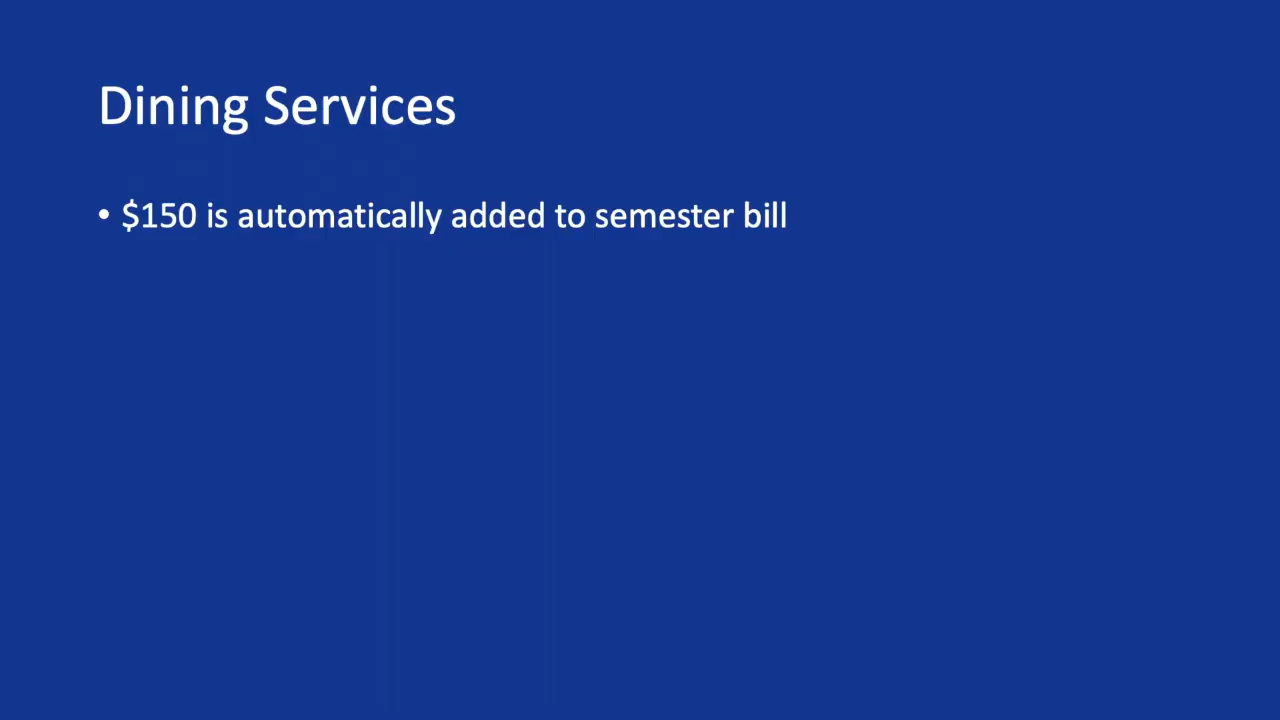 Dining Services
• $150 is automatically added to semester bill